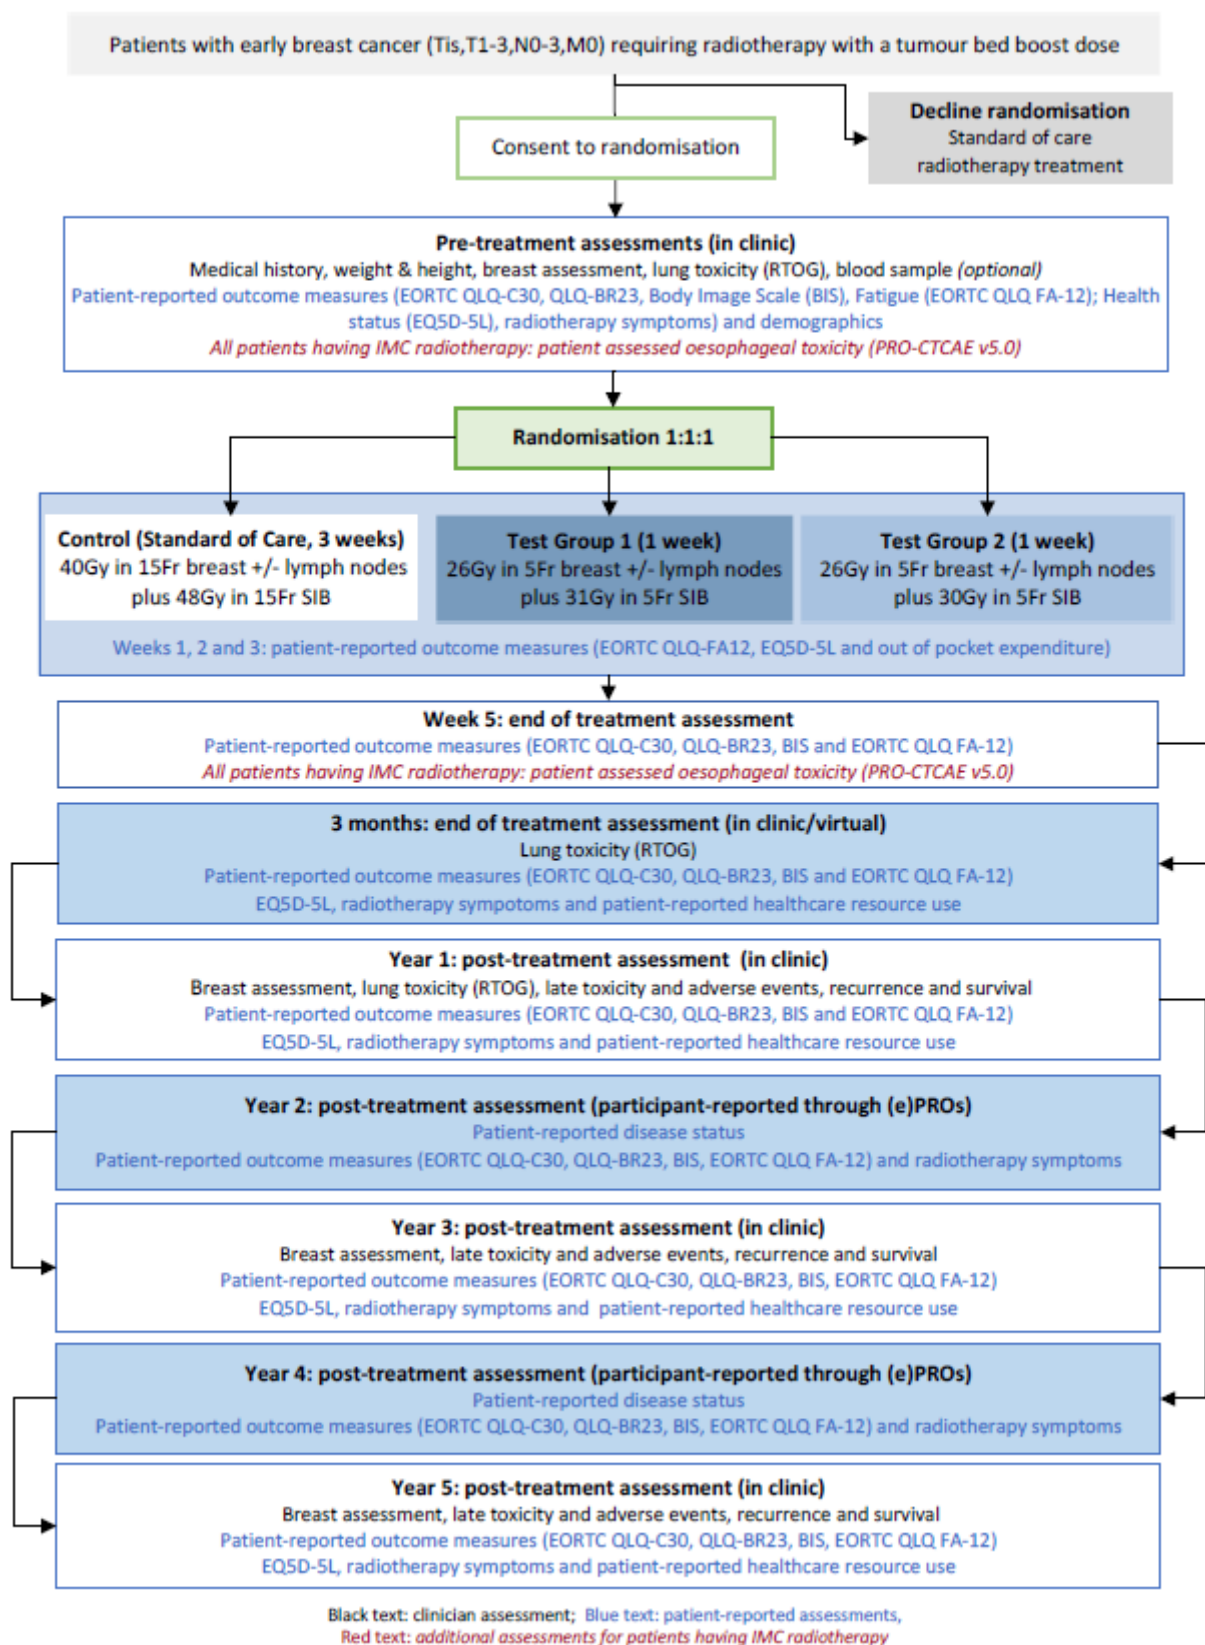 Patients with early breast cancer (Tis,T1-3,N0-3,M0) requiring radiotherapy with a tumour bed boost dose
Decline randomisation
Standard of care
radiotherapy treatment
Consent to randomisation
Pre-treatment assessments (in clinic)
Medical history, weight & height, breast assessment, lung toxicity (RTOG), blood sample (optional)
Patient-reported outcome measures (EORTC QLQ-C30, QLQ-BR23, Body Image Scale (BIS), Fatigue (EORTC QLQ FA-12); Health
status (EQ5D-5L), radiotherapy symptoms) and demographics
All patients having IMC radiotherapy: patient assessed oesophageal toxicity (PRO-CTCAE v5.0)
Randomisation 1:1:1
Control (Standard of Care, 3 weeks)
40Gy in 15Fr breast +/- lymph nodes
plus 48Gy in 15Fr SIB
Test Group 1 (1 week)
26Gy in 5Fr breast +/- lymph nodes
plus 31Gy in 5Fr SIB
Test Group 2 (1 week)
26Gy in 5Fr breast +/- lymph nodes
plus 30Gy in 5Fr SIB
Weeks 1, 2 and 3: patient-reported outcome measures (EORTC QLQ-FA12, EQ5D-5L and out of pocket expenditure)
Week 5: end of treatment assessment
Patient-reported outcome measures (EORTC QLQ-C30, QLQ-BR23, BIS and EORTC QLQ FA-12)
All patients having IMC radiotherapy: patient assessed oesophageal toxicity (PRO-CTCAE v5.0)
3 months: end of treatment assessment (in clinic/virtual)
Lung toxicity (RTOG)
Patient-reported outcome measures (EORTC QLQ-C30, QLQ-BR23, BIS and EORTC QLQ FA-12)
EQ5D-5L, radiotherapy sympotoms and patient-reported healthcare resource use
Year 1: post-treatment assessment (in clinic)
Breast assessment, lung toxicity (RTOG), late toxicity and adverse events, recurrence and survival
Patient-reported outcome measures (EORTC QLQ-C30, QLQ-BR23, BIS and EORTC QLQ FA-12)
EQ5D-5L, radiotherapy symptoms and patient-reported healthcare resource use
Year 2: post-treatment assessment (participant-reported through (e)PROs)
Patient-reported disease status
Patient-reported outcome measures (EORTC QLQ-C30, QLQ-BR23, BIS, EORTC QLQ FA-12) and radiotherapy symptoms
Year 3: post-treatment assessment (in clinic)
Breast assessment, late toxicity and adverse events, recurrence and survival
Patient-reported outcome measures (EORTC QLQ-C30, QLQ-BR23, BIS, EORTC QLQ FA-12)
EQ5D-5L, radiotherapy symptoms and patient-reported healthcare resource use
Year 4: post-treatment assessment (participant-reported through (e)PROs)
Patient-reported disease status
Patient-reported outcome measures (EORTC QLQ-C30, QLQ-BR23, BIS, EORTC QLQ FA-12) and radiotherapy symptoms
Year 5: post-treatment assessment (in clinic)
Breast assessment, late toxicity and adverse events, recurrence and survival
Patient-reported outcome measures (EORTC QLQ-C30, QLQ-BR23, BIS, EORTC QLQ FA-12)
EQ5D-5L, radiotherapy symptoms and patient-reported healthcare resource use
Black text: clinician assessment; Blue text: patient-reported assessments,
Red text: additional assessments for patients having IMC radiotherapy